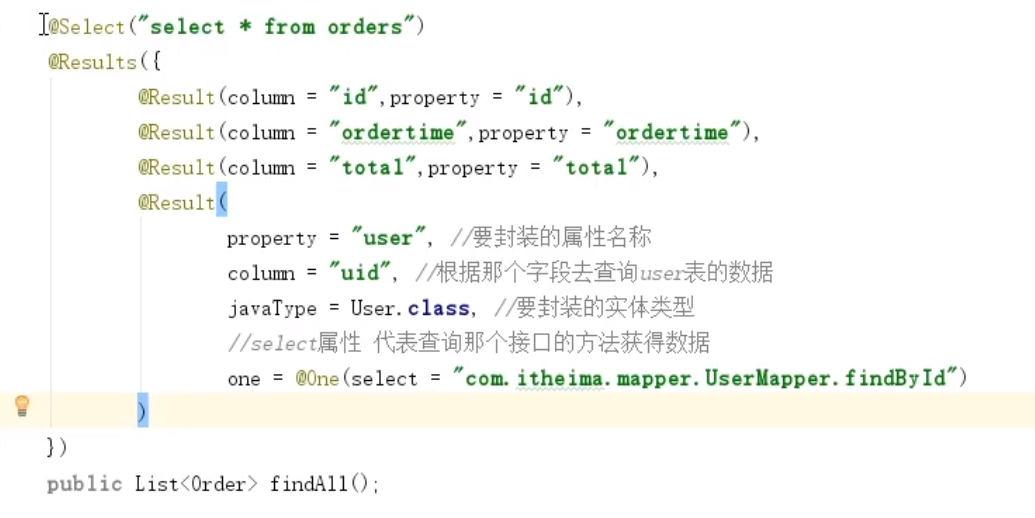 @Select("select * from orders")
@Results({
@Result(column = "id",property = "id"),
@Result(column = "ordertime",property = "ordertime"),
@Result(column = "total",property = "total"),
@Result(
property = "user", //要封装的属性名称
column = "uid", //根据那个字段去查询user表的数据
javaType = User.class, //要封装的实体类型
//select属性 代表查询那个接口的方法获得数据
one = @One(select = "com.itheima.mapper.UserMapper.findById")
)
})
public List<Order> findAll();